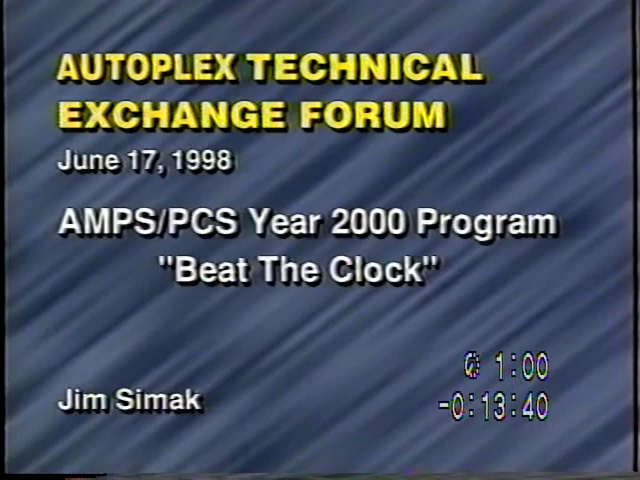 AUTOPLEX TECHNICAL
EXCHANGE FORUM
June 17, 1998
AMPS/PCS Year 2000 Program
"Beat The Clock"
1:00
Jim Simak
-0:13:40